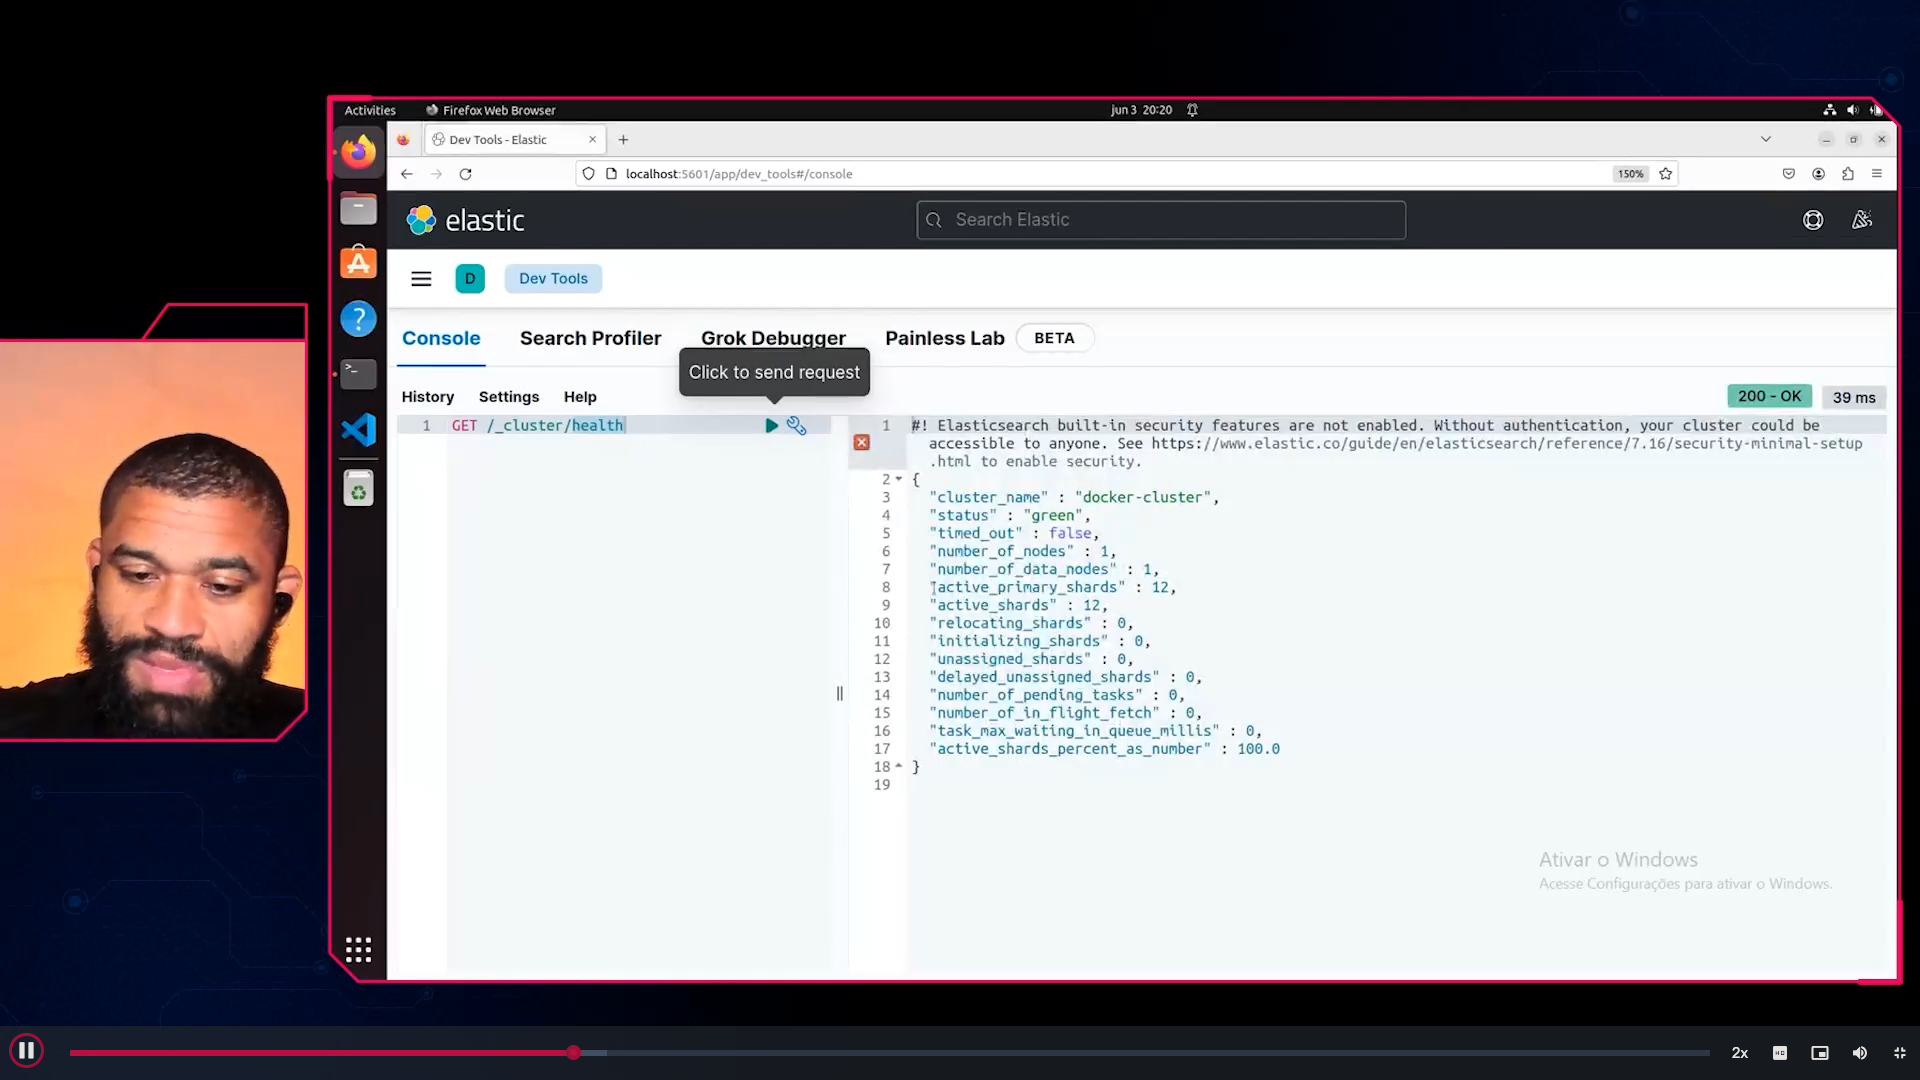 Activities
Firefox Web Browser
jun 3 20:20
Dev Tools - Elastic
localhost:5601/app/dev_tools#/console
150%
elastic
Search Elastic
D
Dev Tools
Console
Search Profiler
Grok Debugger
Painless Lab
BETA
Click to send request
History
Settings
Help
200 - OK
39 ms
1 GET /_cluster/health
1 #! Elasticsearch built-in security features are not enabled. Without authentication, your cluster could be
accessible to anyone. See https://www.elastic.co/guide/en/elasticsearch/reference/7.16/security-minimal-setup
.html to enable security.
2 {
3 "cluster_name" : "docker-cluster",
4 "status" : "green",
5 "timed_out" : false,
6 "number_of_nodes" : 1,
7 "number_of_data_nodes" : 1,
8 "active_primary_shards" : 12,
9 "active_shards" : 12,
10 "relocating_shards" : 0,
11 "initializing_shards" : 0,
12 "unassigned_shards" : 0,
13 "delayed_unassigned_shards" : 0,
14 "number_of_pending_tasks" : 0,
15 "number_of_in_flight_fetch" : 0,
16 "task_max_waiting_in_queue_millis" : 0,
17 "active_shards_percent_as_number" : 100.0
18 }
19
Ativar o Windows
Acesse Configurações para ativar o Windows.
2x
HD